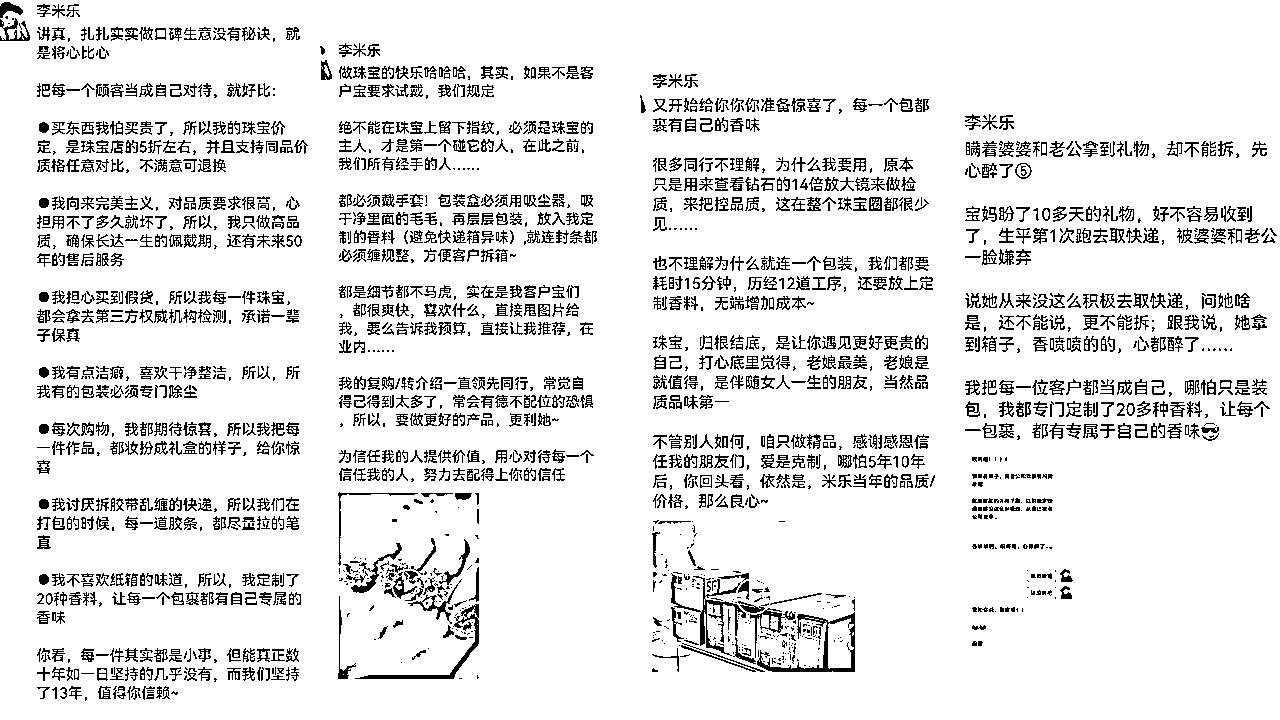 李米乐
讲真，扎扎实实做口碑生意没有秘诀，就
是将心比心
把每一个顾客当成自己对待，就好比：
●买东西我怕买贵了，所以我的珠宝价
定，是珠宝店的5折左右，并且支持同品价
质格任意对比，不满意可退换
●我向来完美主义，对品质要求很高，心
担用不了多久就坏了，所以，我只做高品
质，确保长达一生的佩戴期，还有未来50
年的售后服务
●我担心买到假货，所以我每一件珠宝，
都会拿去第三方权威机构检测，承诺一辈
子保真
●我有点洁癖，喜欢干净整洁，所以，所
我有的包装必须专门除尘
●每次购物，我都期待惊喜，所以我把每
一件作品，都妆扮成礼盒的样子，给你惊
喜
●我讨厌拆胶带乱缠的快递，所以我们在
打包的时候，每一道胶条，都尽量拉的笔
直
●我不喜欢纸箱的味道，所以，我定制了
20种香料，让每一个包裹都有自己专属的
香味
你看，每一件其实都是小事，但能真正数
十年如一日坚持的几乎没有，而我们坚持
了13年，值得你信赖~
李米乐
做珠宝的快乐哈哈哈，其实，如果不是客
户宝要求试戴，我们规定
绝不能在珠宝上留下指纹，必须是珠宝的
主人，才是第一个碰它的人，在此之前，
我们所有经手的人……
都必须戴手套！包装盒必须用吸尘器，吸
干净里面的毛毛，再层层包装，放入我定
制的香料（避免快递箱异味）,就连封条都
必须缠规整，方便客户拆箱~
都是细节都不马虎，实在是我客户宝们
，都很爽快，喜欢什么，直接甩图片给
我，要么告诉我预算，直接让我推荐，在
业内……
我的复购/转介绍一直领先同行，常觉自
得己得到太多了，常会有德不配位的恐惧
，所以，要做更好的产品，更利她~
为信任我的人提供价值，用心对待每一个
信任我的人，努力去配得上你的信任
李米乐
又开始给你你你准备惊喜了，每一个包都
裹有自己的香味
很多同行不理解，为什么我要用，原本
只是用来查看钻石的14倍放大镜来做检
质，来把控品质，这在整个珠宝圈都很少
见……
也不理解为什么就连一个包装，我们都要
耗时15分钟，历经12道工序，还要放上定
制香料，无端增加成本~
珠宝，归根结底，是让你遇见更好更贵的
自己，打心底里觉得，老娘最美，老娘是
就值得，是伴随女人一生的朋友，当然品
质品味第一
不管别人如何，咱只做精品，感谢感恩信
任我的朋友们，爱是克制，哪怕5年10年
后，你回头看，依然是，米乐当年的品质/
价格，那么良心~
李米乐
瞒着婆婆和老公拿到礼物，却不能拆，先
心醉了⑤
宝妈盼了10多天的礼物，好不容易收到
了，生平第1次跑去取快递，被婆婆和老公
一脸嫌弃
说她从来没这么积极去取快递，问她啥
是，还不能说，更不能拆；跟我说，她拿
到箱子，香喷喷的的，心都醉了……
我把每一位客户都当成自己，哪怕只是装
包，我都专门定制了20多种香料，让每个
一包裹，都有专属于自己的香味😎